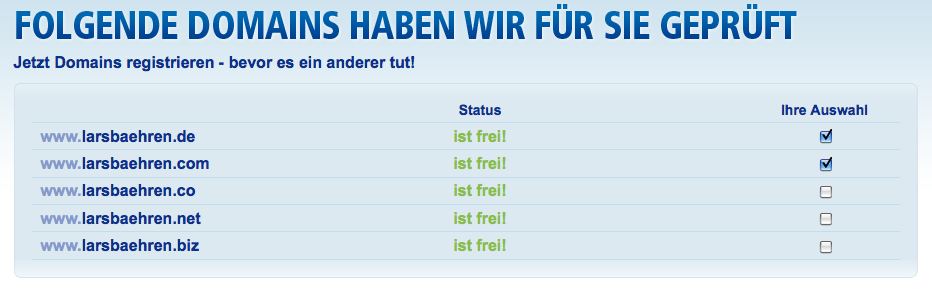 FOLGENDE DOMAINS HABEN WIR FÜR SIE GEPRÜFT
Jetzt Domains registrieren - bevor es ein anderer tut!
Status Ihre Auswahl
www.larsbaehren.de ist frei!
www.larsbaehren.com ist frei!
www.larsbaehren.co ist frei!
www.larsbaehren.net ist frei!
www.larsbaehren.biz ist frei!